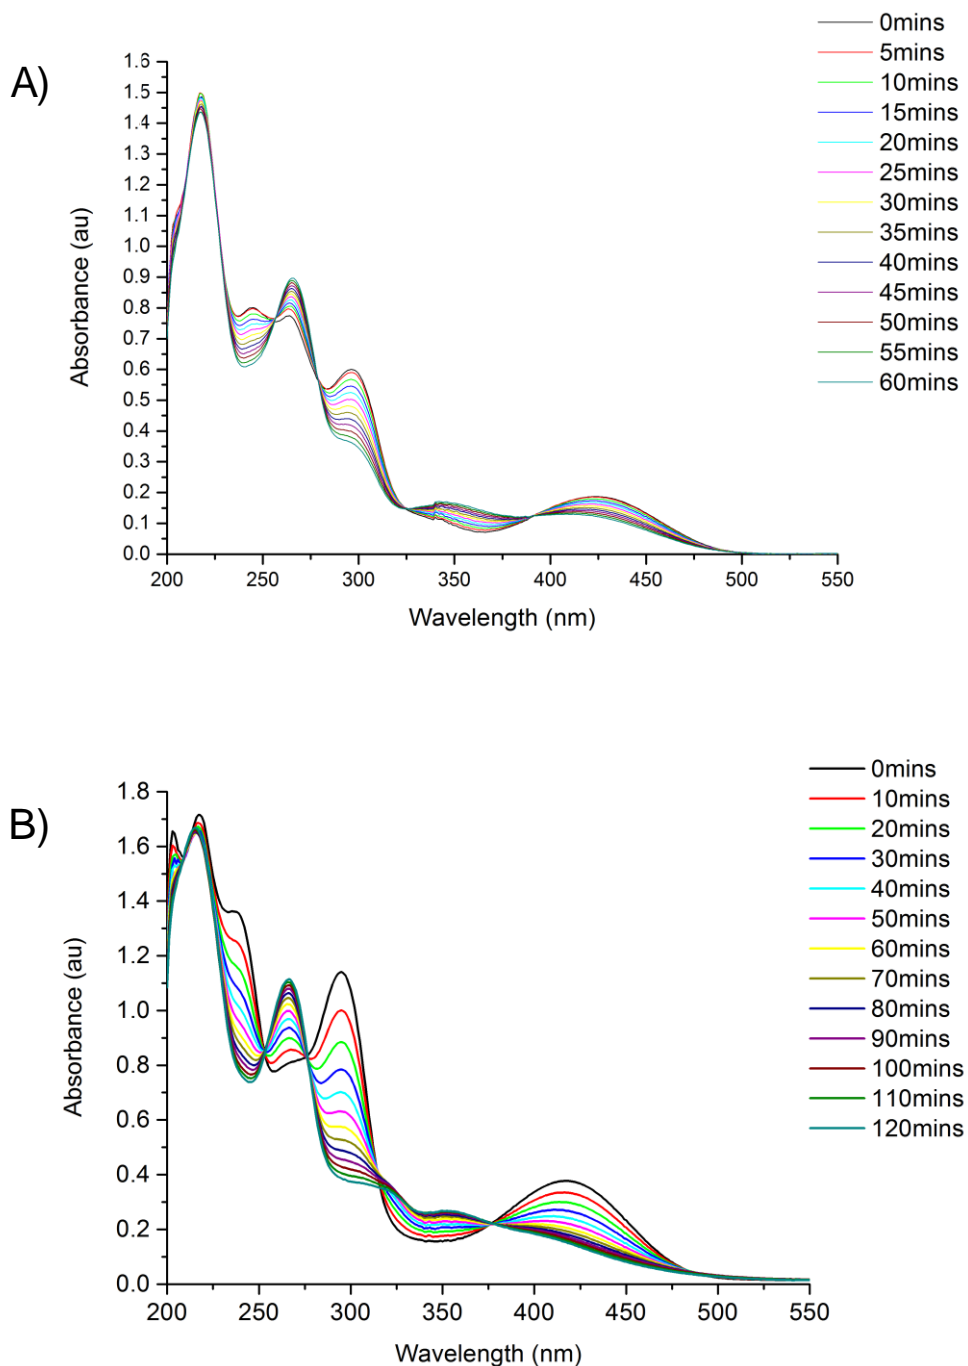 A)
0mins
5mins
10mins
15mins
20mins
25mins
30mins
35mins
40mins
45mins
50mins
55mins
60mins
1.6
1.5
1.4
1.3
1.2
1.1
1.0
0.9
0.8
0.7
0.6
0.5
0.4
0.3
0.2
0.1
0.0
Absorbance (au)
200 250 300 350 400 450 500 550
Wavelength (nm)
B)
0mins
10mins
20mins
30mins
40mins
50mins
60mins
70mins
80mins
90mins
100mins
110mins
120mins
1.8
1.6
1.4
1.2
1.0
0.8
0.6
0.4
0.2
0.0
Absorbance (au)
200 250 300 350 400 450 500 550
Wavelength (nm)